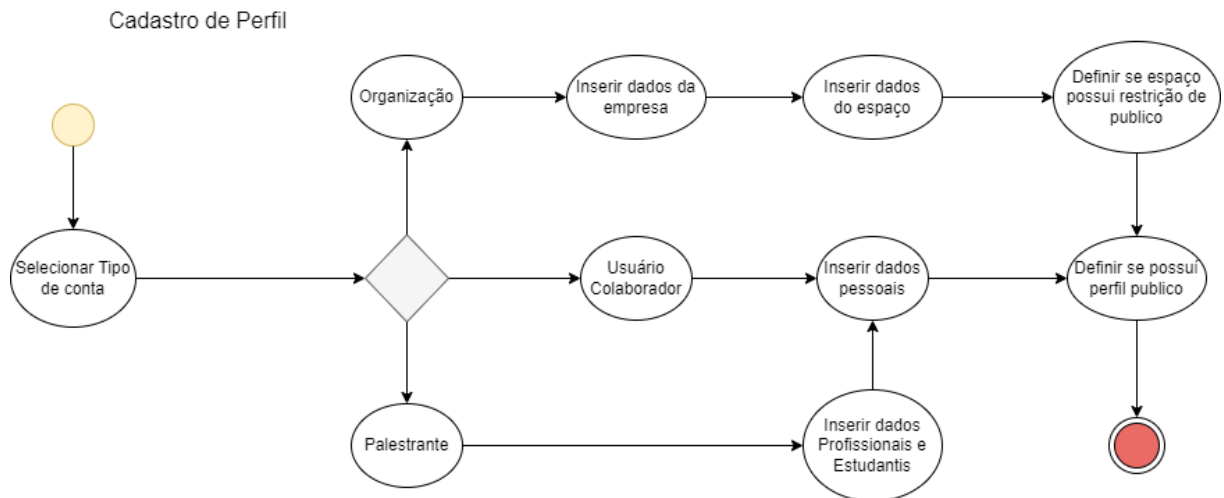 Cadastro de Perfil
Organização
Inserir dados da
empresa
Inserir dados
do espaço
Definir se espaço
possui restrição de
publico
Selecionar Tipo
de conta
Usuário
Colaborador
Inserir dados
pessoais
Definir se possuí
perfil publico
Palestrante
Inserir dados
Profissionais e
Estudantis